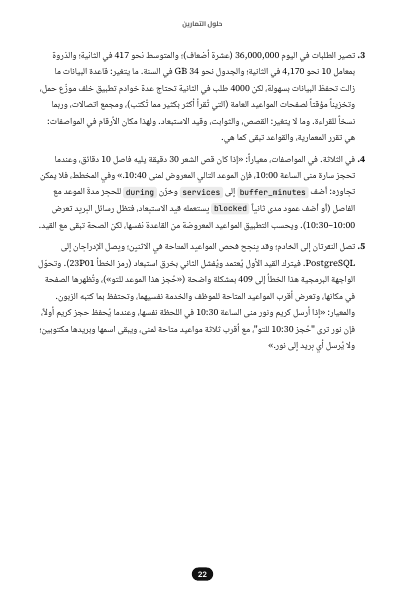 حلول التمارين
3. تصير الطلبات في اليوم 36,000,000 (عشرة أضعاف)؛ والمتوسط نحو 417 في الثانية؛ والذروة
بمعامل 10 نحو 4,170 في الثانية؛ والجدول نحو 34 GB في السنة. ما يتغير: قاعدة البيانات ما
زالت تحفظ البيانات بسهولة، لكن 4000 طلب في الثانية تحتاج عدة خوادم تطبيق خلف موزّع حمل،
وتخزيناً مؤقتاً لصفحات المواعيد العامة (التي تُقرأ أكثر بكثير مما تُكتب)، ومجمع اتصالات، وربما
نسخاً للقراءة. وما لا يتغير: القصص، والثوابت، وقيد الاستبعاد. ولهذا مكان الأرقام في المواصفات:
هي تقرر المعمارية، والقواعد تبقى كما هي.
4. في الثلاثة. في المواصفات، معياراً: «إذا كان قص الشعر 30 دقيقة يليه فاصل 10 دقائق، وعندما
تحجز سارة منى الساعة 10:00، فإن الموعد التالي المعروض لمنى 10:40.» وفي المخطط، فلا يمكن
تجاوزه: أضف buffer_minutes إلى services وخزّن during للحجز مدة الموعد مع
الفاصل (أو أضف عمود مدى ثانياً blocked يستعمله قيد الاستبعاد، فتظل رسائل البريد تعرض
10:00–10:30). ويحسب التطبيق المواعيد المعروضة من القاعدة نفسها، لكن الصحة تبقى مع القيد.
5. تصل النقرتان إلى الخادم؛ وقد ينجح فحص المواعيد المتاحة في الاثنين؛ ويصل الإدراجان إلى
PostgreSQL. فيترك القيد الأول يُعتمد ويُفشل الثاني بخرق استبعاد (رمز الخطأ 23P01). وتحوّل
الواجهة البرمجية هذا الخطأ إلى 409 بمشكلة واضحة («حُجز هذا الموعد للتو»)، وتُظهرها الصفحة
في مكانها، وتعرض أقرب المواعيد المتاحة للموظف والخدمة نفسيهما، وتحتفظ بما كتبه الزبون.
والمعيار: «إذا أرسل كريم ونور منى الساعة 10:30 في اللحظة نفسها، وعندما يُحفظ حجز كريم أولاً،
فإن نور ترى "حُجز 10:30 للتو"، مع أقرب ثلاثة مواعيد متاحة لمنى، ويبقى اسمها وبريدها مكتوبين؛
ولا يُرسل أي بريد إلى نور.»
22